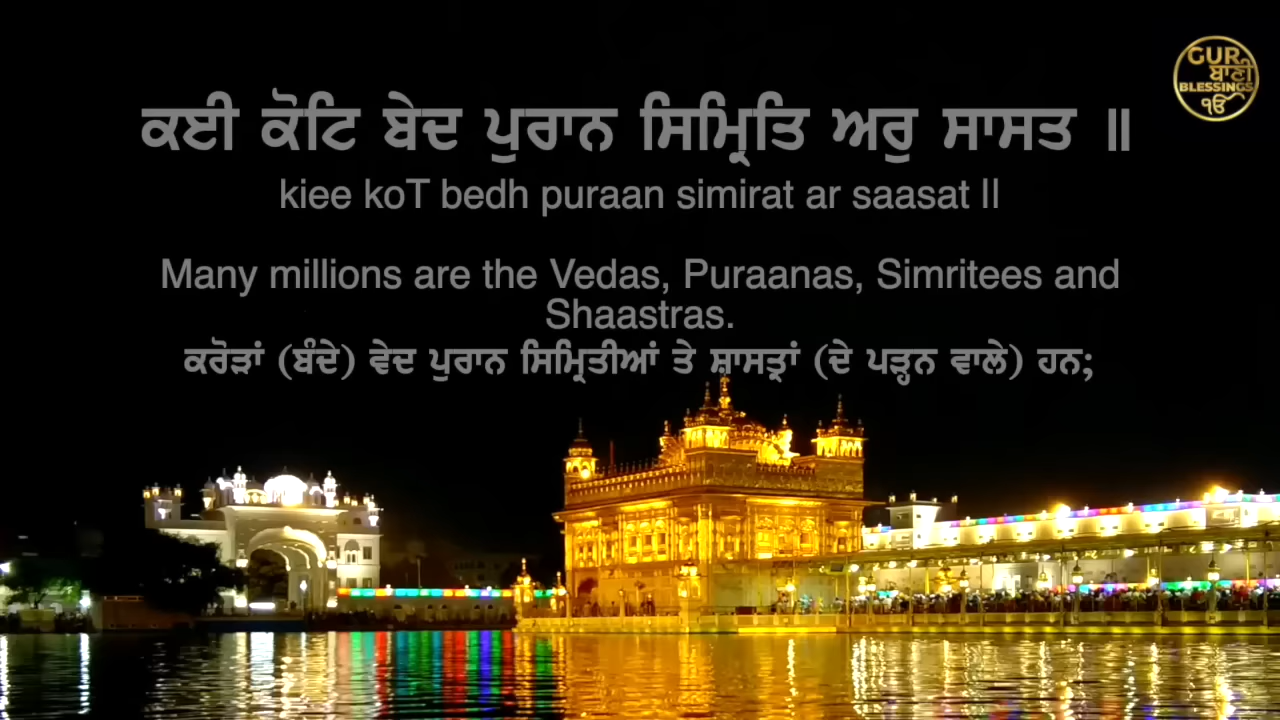 GUR
ਬਾਣੀ
BLESSINGS
ੴ
ਕਈ ਕੋਟਿ ਬੇਦ ਪੁਰਾਨ ਸਿਮ੍ਰਿਤਿ ਅਰੁ ਸਾਸਤ ॥
kiee koT bedh puraan simirat ar saasat ||
Many millions are the Vedas, Puraanas, Simritees and
Shaastras.
ਕਰੋੜਾਂ (ਬੰਦੇ) ਵੇਦ ਪੁਰਾਨ ਸਿਮ੍ਰਿਤੀਆਂ ਤੇ ਸ਼ਾਸਤ੍ਰਾਂ (ਦੇ ਪੜ੍ਹਨ ਵਾਲੇ) ਹਨ;